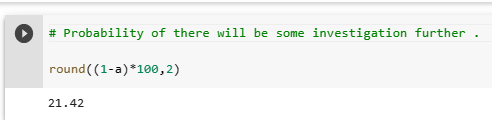 # Probability of there will be some investigation further .
round((1-a)*100,2)
21.42